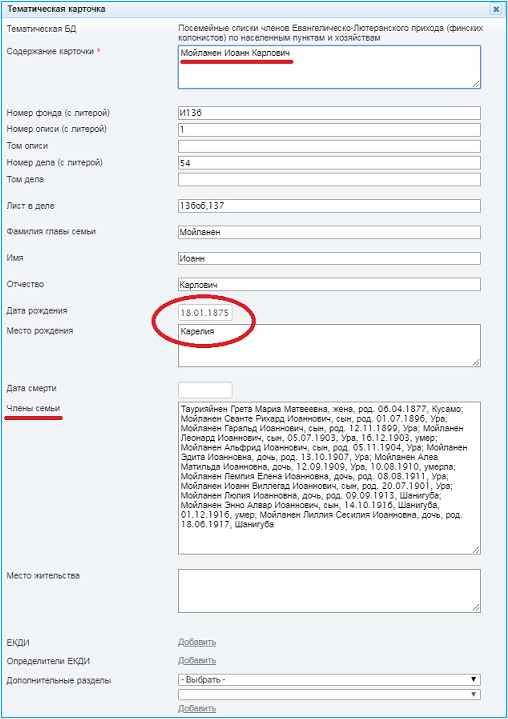 Тематическая карточка
Тематическая БД Посемейные списки членов Евангелическо-Лютеранского прихода (финских
колонистов) по населенным пунктам и хозяйствам
Содержание карточки * Мойланен Иоанн Карлович
Номер фонда (с литерой) И136
Номер описи (с литерой) 1
Том описи
Номер дела (с литерой) 54
Том дела
Лист в деле 136об,137
Фамилия главы семьи Мойланен
Имя Иоанн
Отчество Карлович
Дата рождения 18.01.1875
Место рождения Карелия
Дата смерти
Члены семьи Таурияйнен Грета Мариа Матвеевна, жена, род. 06.04.1877, Кусамо;
Мойланен Сванте Рихард Иоаннович, сын, род. 01.07.1896, Ура;
Мойланен Гаральд Иоаннович, сын, род. 12.11.1899, Ура; Мойланен
Леонард Иоаннович, сын, 05.07.1903, Ура, 16.12.1903, умер;
Мойланен Альфрид Иоаннович, сын, род. 05.11.1904, Ура; Мойланен
Эдита Иоанновна, дочь, род. 13.10.1907, Ура; Мойланен Алеа
Матильда Иоанновна, дочь, 12.09.1909, Ура, 10.08.1910, умерла;
Мойланен Лемпиа Елена Иоанновна, дочь, род. 08.08.1911, Ура;
Мойланен Иоанн Виллегад Иоаннович, сын, род. 20.07.1901, Ура;
Мойланен Люлия Иоанновна, дочь, род. 09.09.1913, Шанигуба;
Мойланен Энно Алвар Иоаннович, сын, 14.10.1916, Шанигуба,
01.12.1916, умер; Мойланен Лиллия Сесилия Иоанновна, дочь, род.
18.06.1917, Шанигуба
Место жительства
ЕКДИ Добавить
Определители ЕКДИ Добавить
Дополнительные разделы - Выбрать -
Добавить